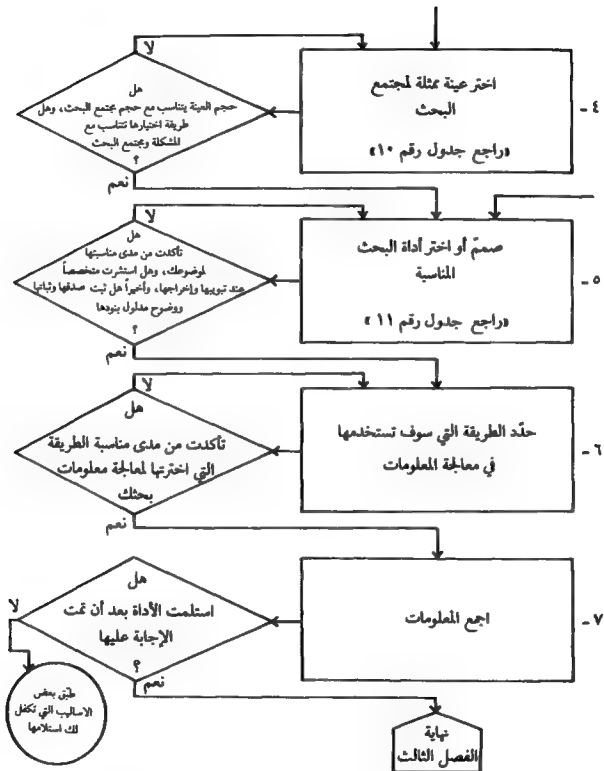 ٤ -
اختر عينة ممثلة لمجتمع
البحث
«راجع جدول رقم ١٠»
لا
هل
حجم العينة يتناسب مع حجم مجتمع البحث، وهل
طريقة اختيارها تتناسب مع
المشكلة ومجتمع البحث
؟
نعم
٥ -
صممّ أو اختر أداة البحث
المناسبة
«راجع جدول رقم ١١»
لا
هل
تأكدت من مدى مناسبتها
لموضوعك، وهل استشرت متخصصاً
عند تبويبها وإخراجها، وأخيراً هل ثبت صدقها وثباتها
ووضوح مدلول بنودها
؟
نعم
٦ -
حدّد الطريقة التي سوف تستخدمها
في معالجة المعلومات
لا
هل
تأكدت من مدى مناسبة الطريقة
التي اخترتها لمعالجة معلومات
بحثك
نعم
٧ -
اجمع المعلومات
هل
استلمت الأداة بعد أن تمت
الإجابة عليها
؟
لا
نعم
طبّق بعض
الاساليب التي تكفل
لك استلامها
نهاية
الفصل الثالث